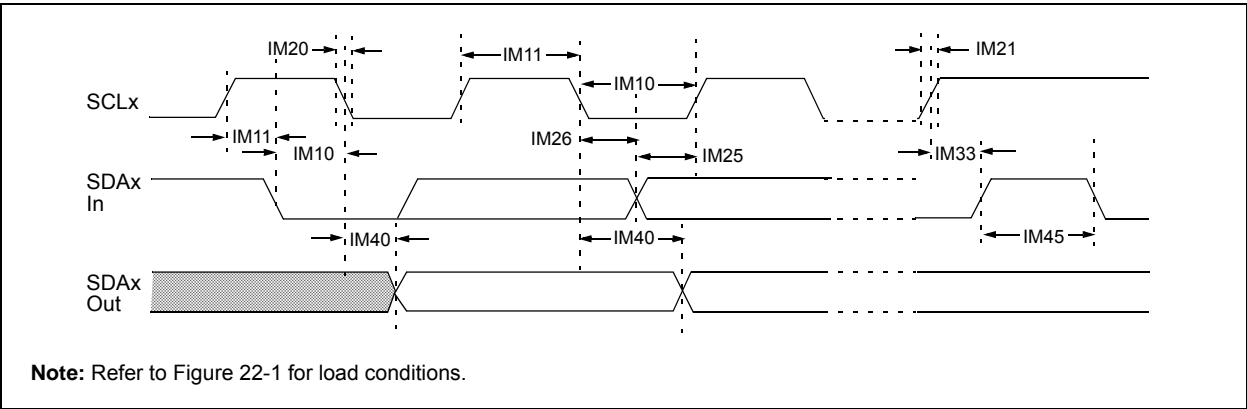 IM20
IM11
IM21
SCLx
IM10
IM11
IM10
IM26
IM25
IM33
SDAx
In
IM40
IM40
IM45
SDAx
Out
Note: Refer to Figure 22-1 for load conditions.